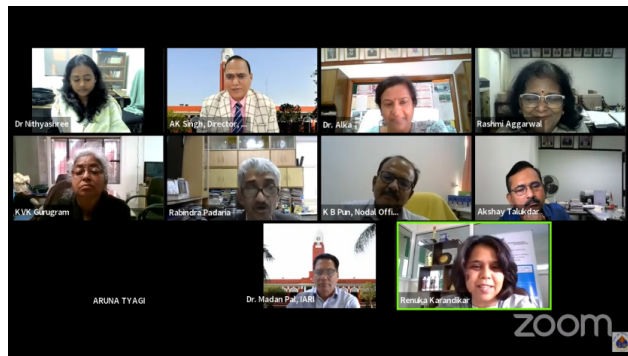 Dr Nithyashree
AK Singh, Director, ...
Dr. Alka
Rashmi Aggarwal
KVK Gurugram
Rabindra Padaria
K B Pun, Nodal Offi...
Akshay Talukdar
ARUNA TYAGI
Dr. Madan Pal, IARI
Renuka Karandikar
zoom